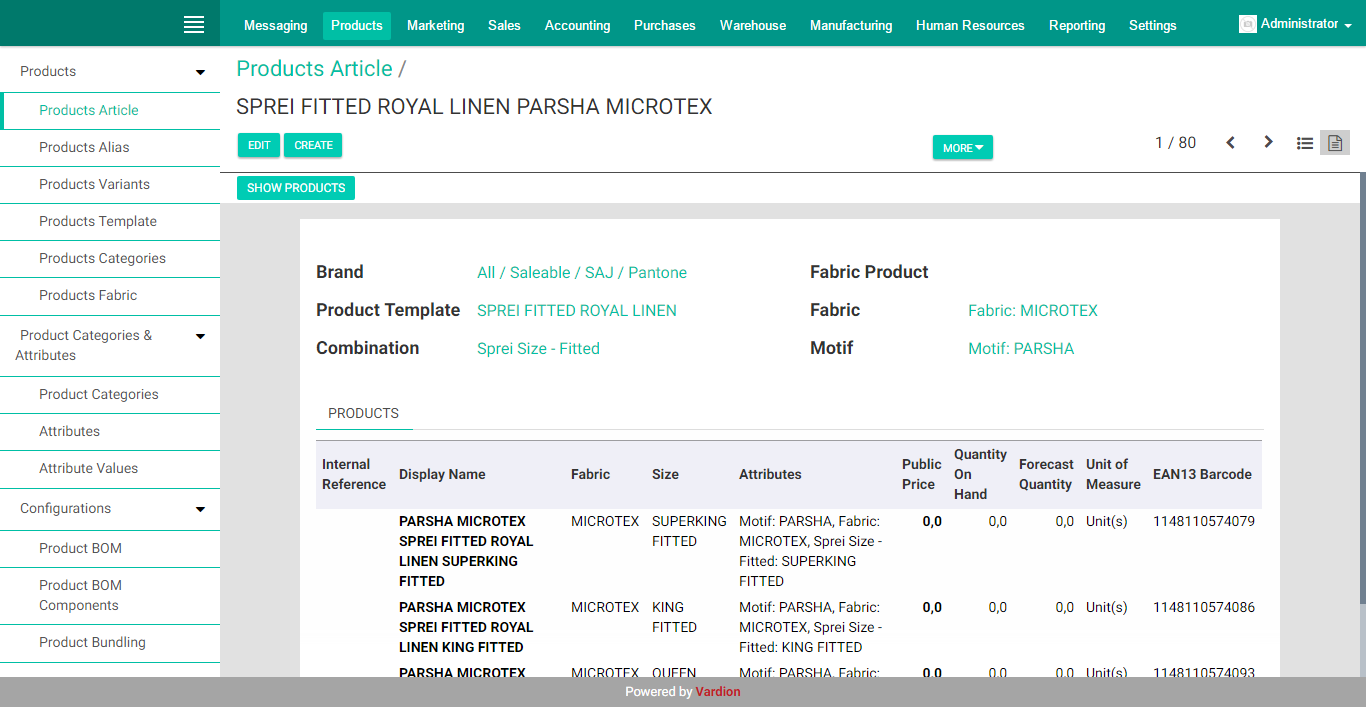 Messaging Products Marketing Sales Accounting Purchases Warehouse Manufacturing Human Resources Reporting Settings Administrator
Products
Products Article
Products Alias
Products Variants
Products Template
Products Categories
Products Fabric
Product Categories &
Attributes
Product Categories
Attributes
Attribute Values
Configurations
Product BOM
Product BOM
Components
Product Bundling
Products Article /
SPREI FITTED ROYAL LINEN PARSHA MICROTEX
EDIT CREATE MORE 1 / 80
SHOW PRODUCTS
Brand All / Saleable / SAJ / Pantone Fabric Product
Product Template SPREI FITTED ROYAL LINEN Fabric Fabric: MICROTEX
Combination Sprei Size - Fitted Motif Motif: PARSHA
PRODUCTS
Internal
Reference
Display Name
Fabric
Size
Attributes
Public
Price
Quantity
On
Hand
Forecast
Quantity
Unit of
Measure
EAN13 Barcode
PARSHA MICROTEX
SPREI FITTED ROYAL
LINEN SUPERKING
FITTED
MICROTEX
SUPERKING
FITTED
Motif: PARSHA, Fabric:
MICROTEX, Sprei Size -
Fitted: SUPERKING
FITTED
0,0
0,0
0,0
Unit(s)
1148110574079
PARSHA MICROTEX
SPREI FITTED ROYAL
LINEN KING FITTED
MICROTEX
KING
FITTED
Motif: PARSHA, Fabric:
MICROTEX, Sprei Size -
Fitted: KING FITTED
0,0
0,0
0,0
Unit(s)
1148110574086
PARSHA MICROTEX
MICROTEX
QUEEN
Motif: PARSHA, Fabric:
0,0
0,0
0,0
Unit(s)
1148110574093
Powered by Vardion